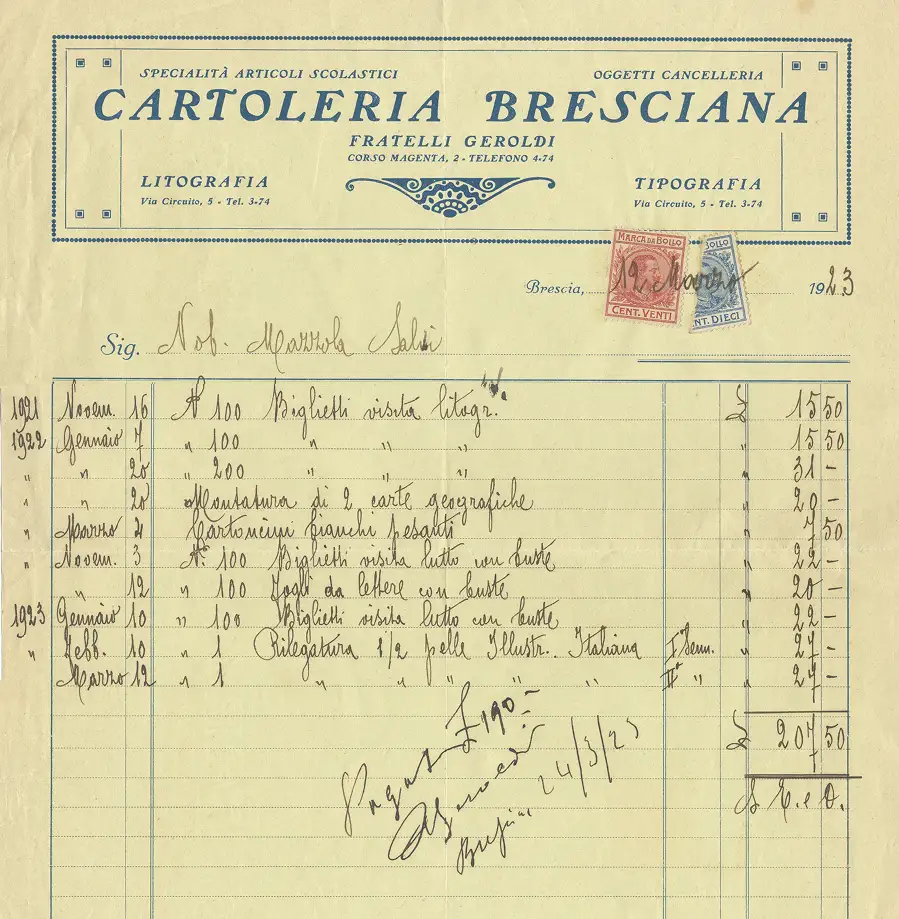 SPECIALITÀ ARTICOLI SCOLASTICI OGGETTI CANCELLERIA
CARTOLERIA BRESCIANA
FRATELLI GEROLDI
CORSO MAGENTA, 2 - TELEFONO 4-74
LITOGRAFIA TIPOGRAFIA
Via Circuito, 5 - Tel. 3-74 Via Circuito, 5 - Tel. 3-74
MARCA DA BOLLO BOLLO
Brescia, 12 Marzo 1923
CENT. VENTI NT. DIECI
Sig. Nob. Mazzola
1921 Novem. 16 N 100 Biglietti visita litogr. £ 15 50
1922 Gennaio 7 " 100 " " " " 15 50
" " 20 " 200 " " " " 31 -
" " 20 " Montatura di 2 carte geografiche " 20 -
" Marzo 4 Cartoncini bianchi pesanti " 7 50
" Novem. 3 N. 100 Biglietti visita lutto con buste " 22 -
" 12 " 100 Fogli da lettere con buste " 20 -
1923 Gennaio 10 " 100 Biglietti visita lutto con buste " 22 -
" Febb. 10 " 1 Rilegatura 1/2 pelle Illustr. Italiana I Sem. " 27 -
Marzo 12 " 1 " " " " " II " " 27 -
£ 207 50
S. E. e O.
Pagato £ 190 -
Geroldi
Brescia 24/3/23